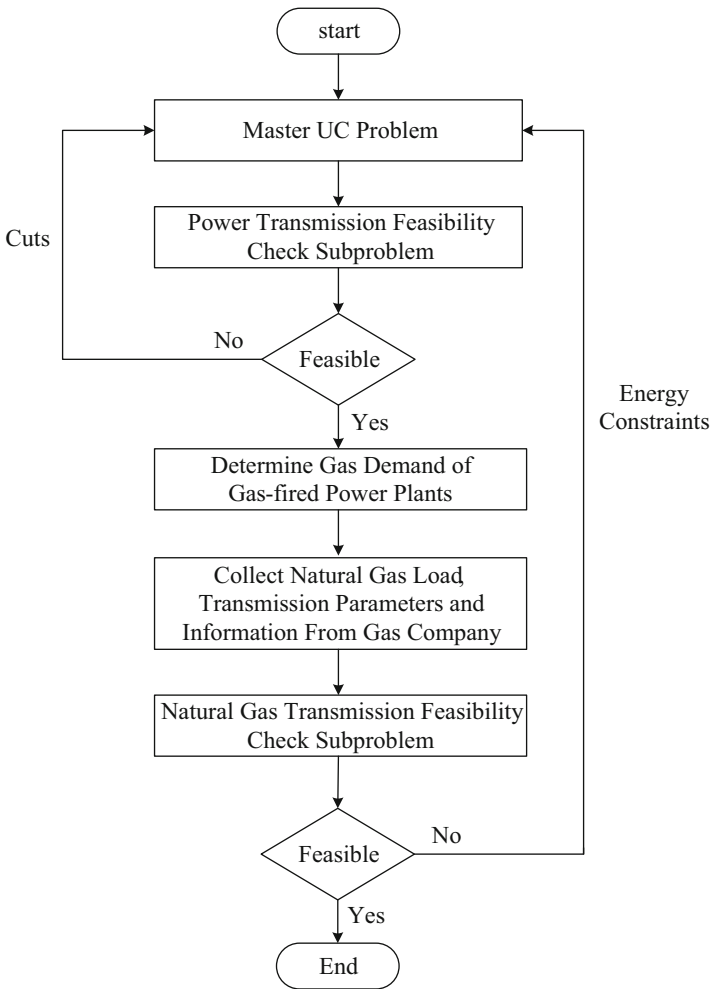 start
Master UC Problem
Power Transmission Feasibility
Check Subproblem
Cuts
No
Feasible
Yes
Energy
Constraints
Determine Gas Demand of
Gas-fired Power Plants
Collect Natural Gas Load,
Transmission Parameters and
Information From Gas Company
Natural Gas Transmission Feasibility
Check Subproblem
Feasible
No
Yes
End